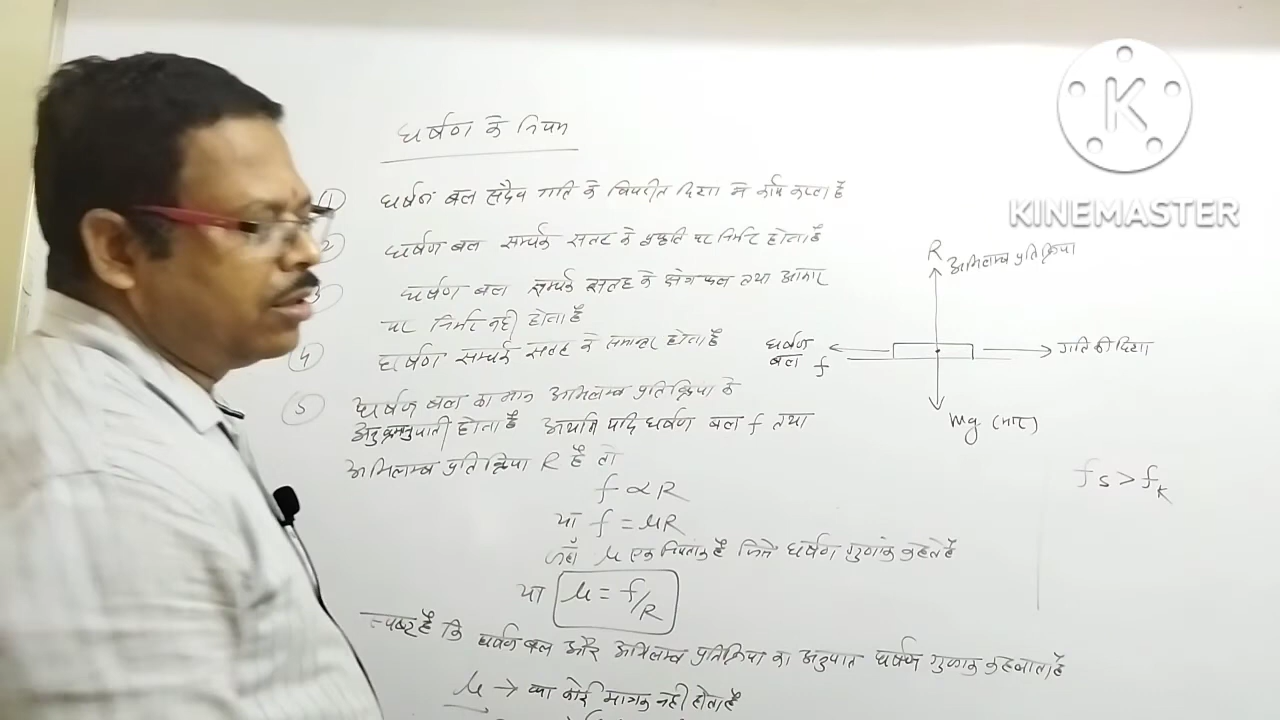 घर्षण के नियम
1 घर्षण बल सदैव गति के विपरीत दिशा मे कार्य करता है
2 घर्षण बल सम्पर्क सतह के प्रकृति पर निर्भर होता है
3 घर्षण बल सम्पर्क सतह के क्षेत्रफल तथा आकार
पर निर्भर नही होता है
4 घर्षण सम्पर्क सतह के समान्तर होता है
5 घर्षण बल का मान अभिलम्ब प्रतिक्रिया के
अनुक्रमानुपाती होता है अर्थात यदि घर्षण बल f तथा
अभिलम्ब प्रतिक्रिया R है तो
f ∝ R
या f = μR
जहाँ μ एक नियतांक है जिसे घर्षण गुणांक कहते है
या μ = f/R
स्पष्ट है कि घर्षण बल और अभिलम्ब प्रतिक्रिया का अनुपात घर्षण गुणांक कहलाता है
μ → का कोई मात्रक नही होता है
R अभिलम्ब प्रतिक्रिया
घर्षण
बल f
गति की दिशा
mg (भार)
fs > fk
K
KINEMASTER